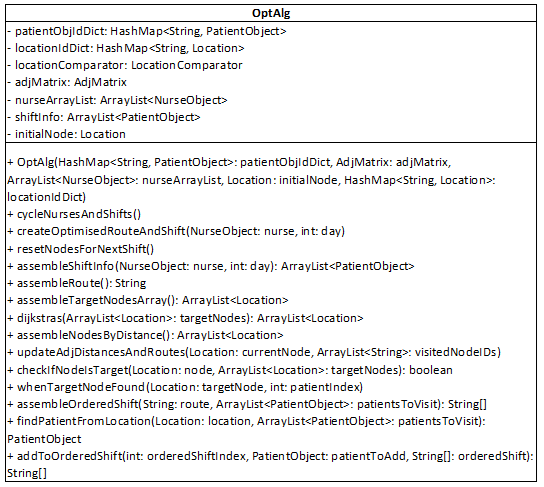 OptAlg
- patientObjIdDict: HashMap<String, PatientObject>
- locationIdDict: HashMap<String, Location>
- locationComparator: LocationComparator
- adjMatrix: AdjMatrix
- nurseArrayList: ArrayList<NurseObject>
- shiftInfo: ArrayList<PatientObject>
- initialNode: Location
+ OptAlg(HashMap<String, PatientObject>: patientObjIdDict, AdjMatrix: adjMatrix,
ArrayList<NurseObject>: nurseArrayList, Location: initialNode, HashMap<String, Location>:
locationIdDict)
+ cycleNursesAndShifts()
+ createOptimisedRouteAndShift(NurseObject: nurse, int: day)
+ resetNodesForNextShift()
+ assembleShiftInfo(NurseObject: nurse, int: day): ArrayList<PatientObject>
+ assembleRoute(): String
+ assembleTargetNodesArray(): ArrayList<Location>
+ dijkstras(ArrayList<Location>: targetNodes): ArrayList<Location>
+ assembleNodesByDistance(): ArrayList<Location>
+ updateAdjDistancesAndRoutes(Location: currentNode, ArrayList<String>: visitedNodeIDs)
+ checkIfNodeIsTarget(Location: node, ArrayList<Location>: targetNodes): boolean
+ whenTargetNodeFound(Location: targetNode, int: patientIndex)
+ assembleOrderedShift(String: route, ArrayList<PatientObject>: patientsToVisit): String[]
+ findPatientFromLocation(Location: location, ArrayList<PatientObject>: patientsToVisit):
PatientObject
+ addToOrderedShift(int: orderedShiftIndex, PatientObject: patientToAdd, String[]: orderedShift):
String[]